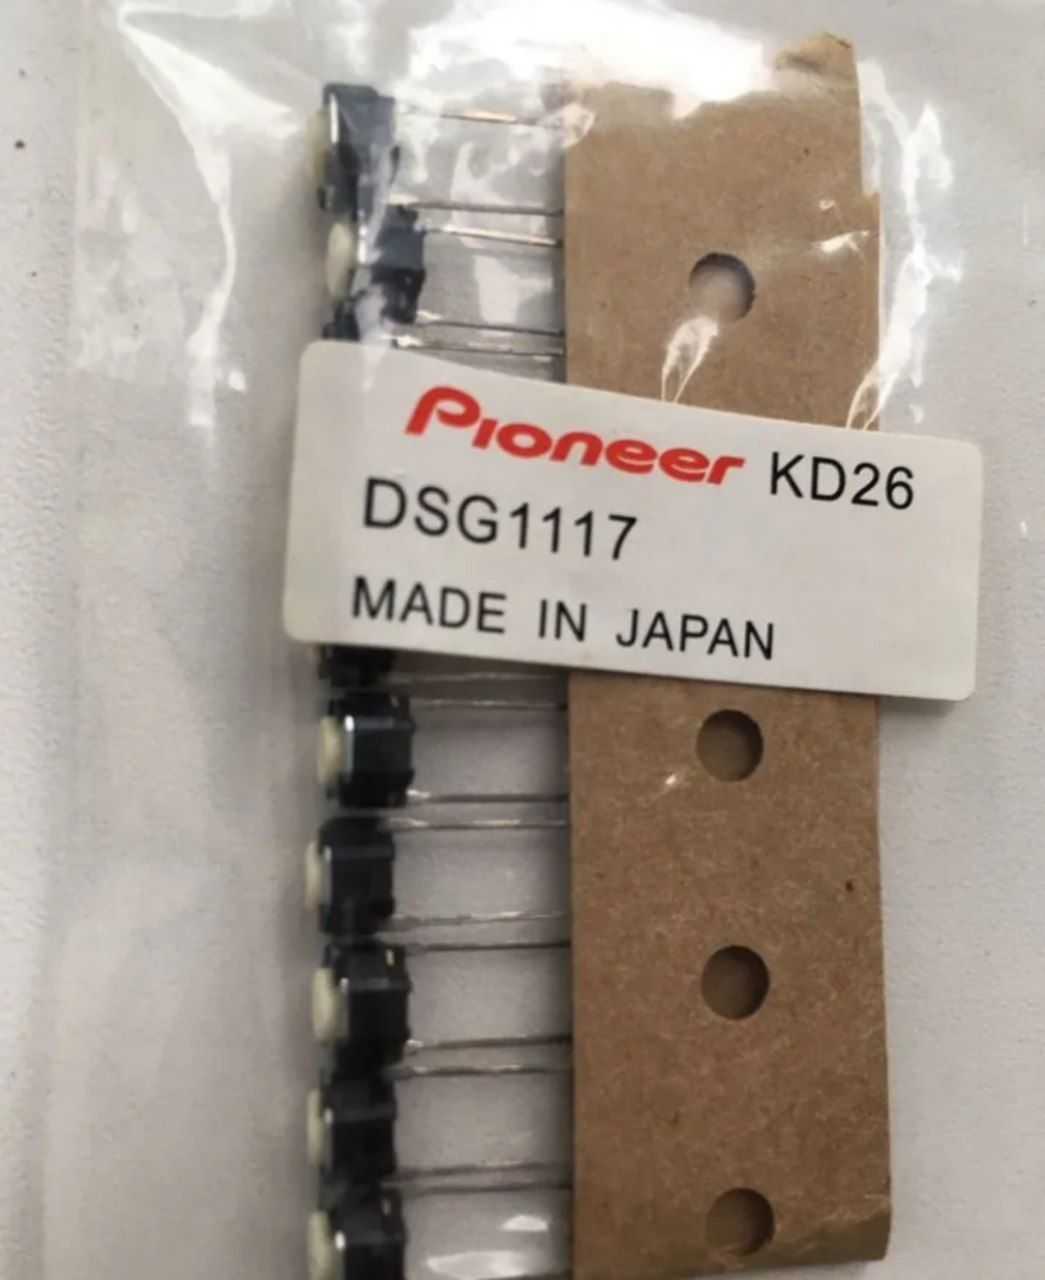 Pioneer KD26
DSG1117
MADE IN JAPAN